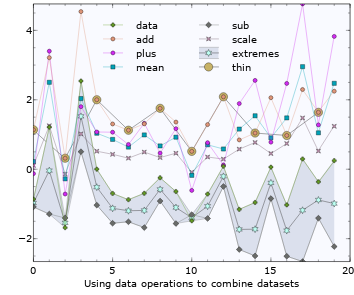 data
add
plus
mean
sub
scale
extremes
thin
4
2
0
−2
0
5
10
15
20
Using data operations to combine datasets